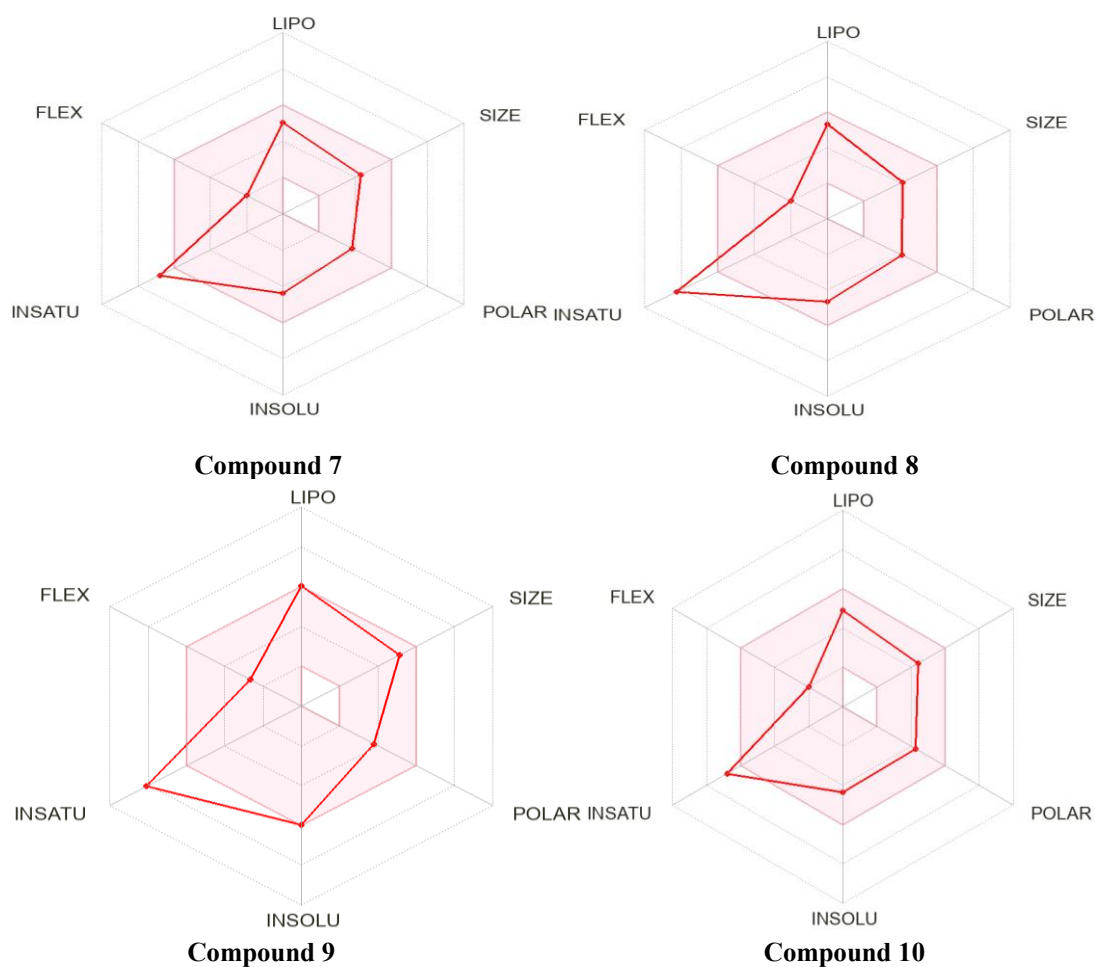 LIPO
FLEX
SIZE
INSATU
POLAR
INSOLU
Compound 7
LIPO
FLEX
SIZE
INSATU
POLAR
INSOLU
Compound 8
LIPO
FLEX
SIZE
INSATU
POLAR
INSOLU
Compound 9
LIPO
FLEX
SIZE
INSATU
POLAR
INSOLU
Compound 10